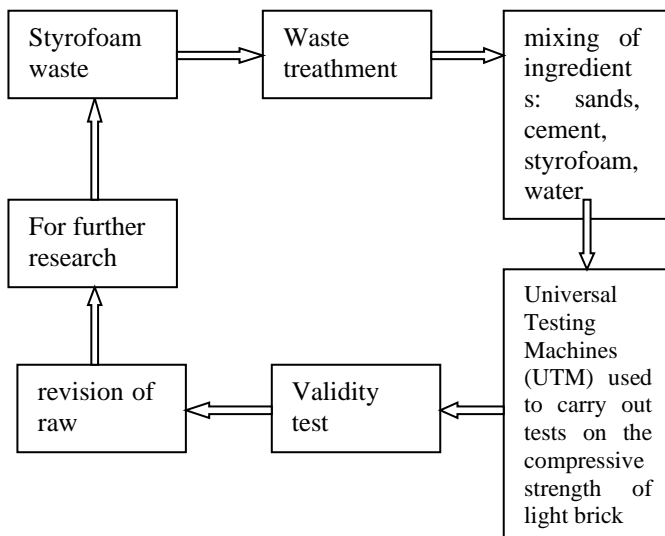 Styrofoam
waste
Waste
treathment
mixing of
ingredient
s: sands,
cement,
styrofoam,
water
For further
research
Universal
Testing
Machines
(UTM) used
to carry out
tests on the
compressive
strength of
light brick
revision of
raw
Validity
test